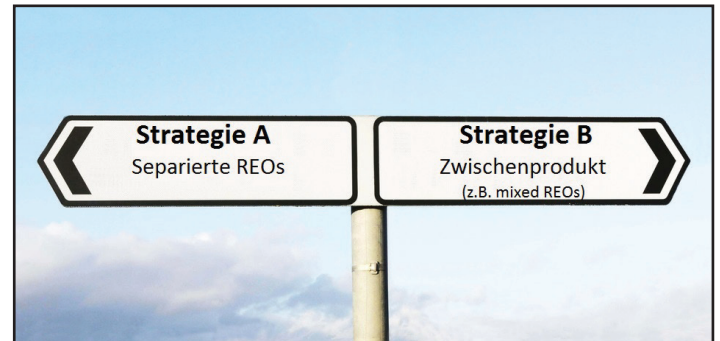 Strategie A
Separierte REOs
Strategie B
Zwischenprodukt
(z.B. mixed REOs)